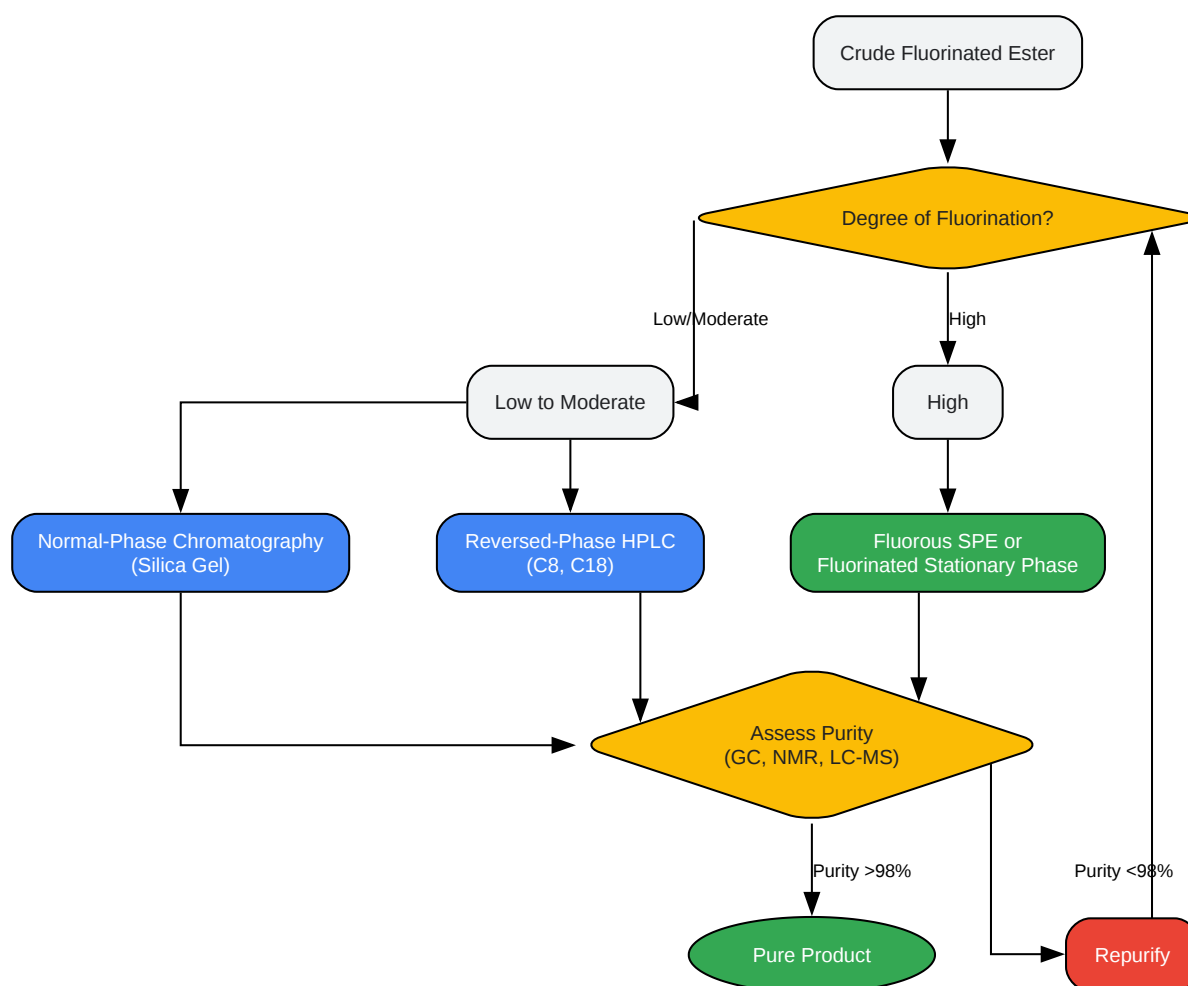 Crude Fluorinated Ester
Degree of Fluorination?
Low/Moderate
High
Low to Moderate
High
Normal-Phase Chromatography
(Silica Gel)
Reversed-Phase HPLC
(C8, C18)
Fluorous SPE or
Fluorinated Stationary Phase
Assess Purity
(GC, NMR, LC-MS)
Purity >98%
Purity <98%
Pure Product
Repurify